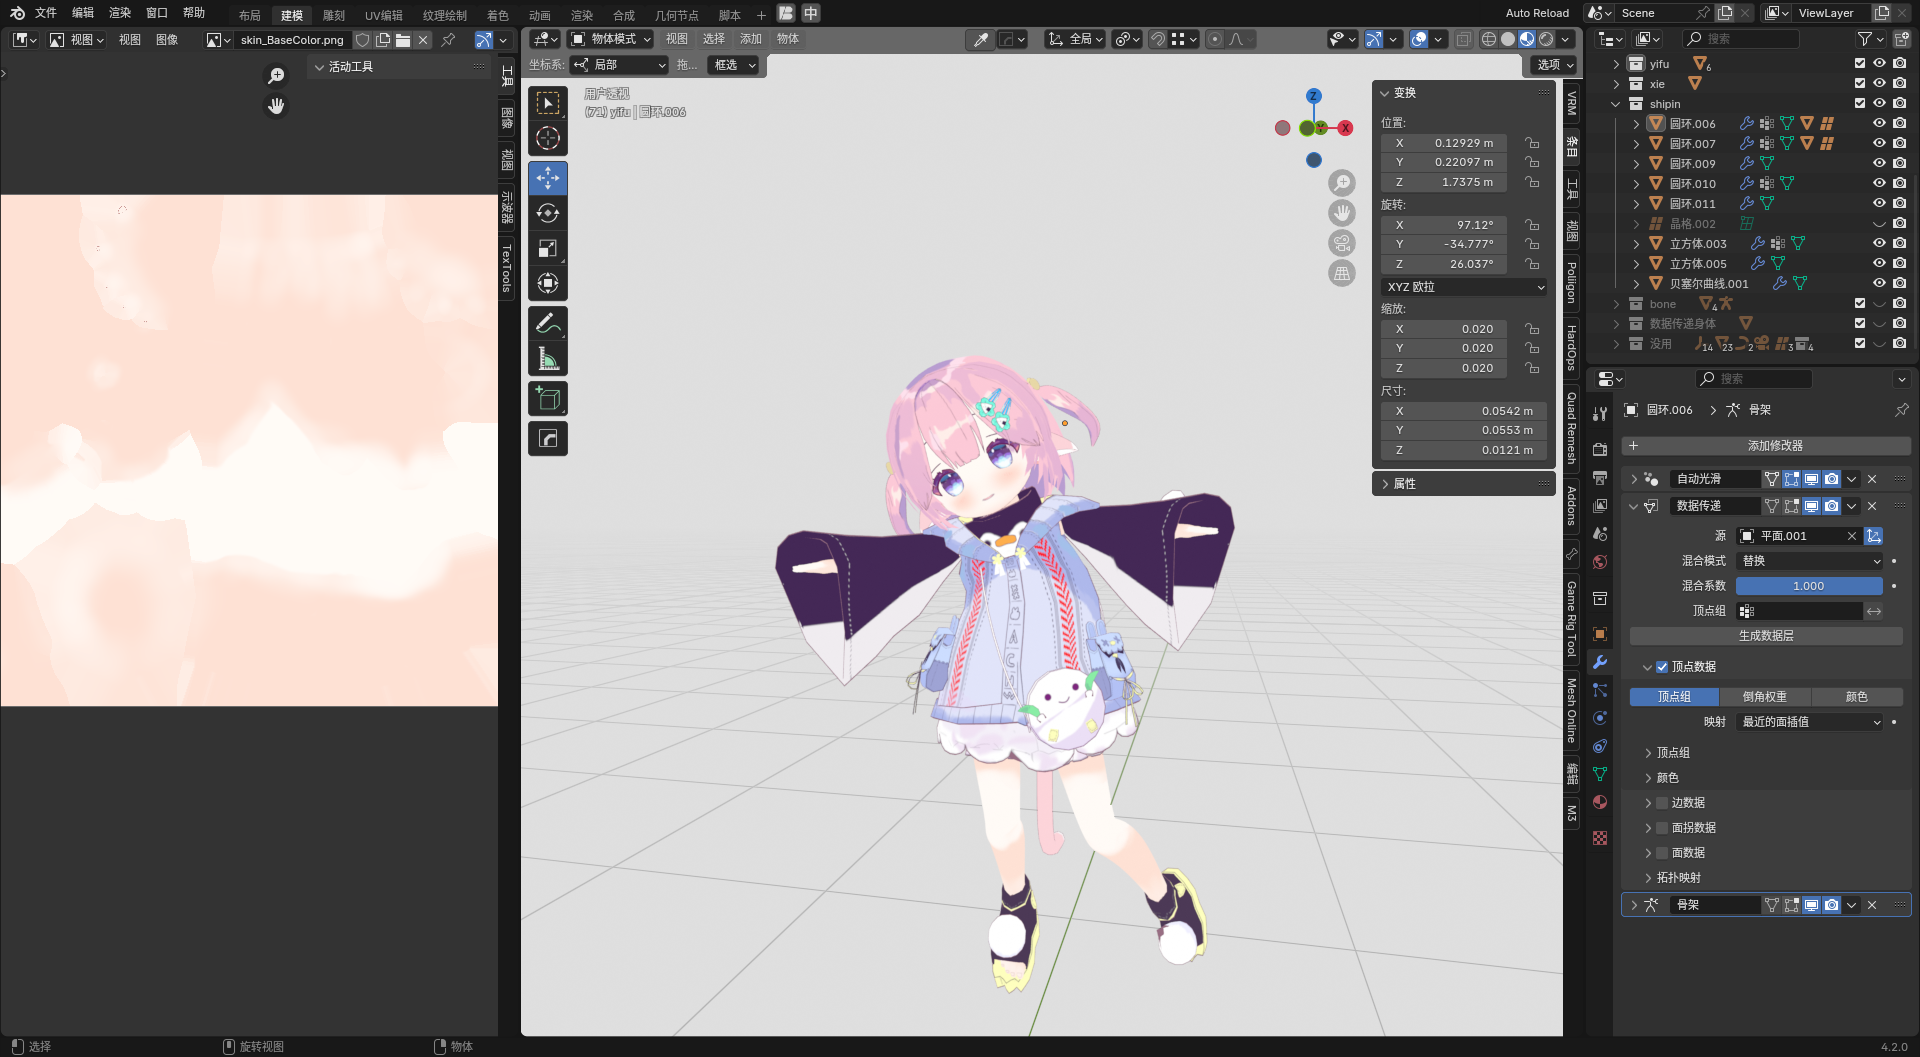 文件 编辑 渲染 窗口 帮助 布局 建模 雕刻 UV编辑 纹理绘制 着色 动画 渲染 合成 几何节点 脚本 + 中 Auto Reload Scene ViewLayer
视图 视图 图像 skin_BaseColor.png
活动工具
工具
图像
视图
示波器
TexTools
物体模式 视图 选择 添加 物体 全局
坐标系: 局部 拖... 框选 选项
用户透视
(71) yifu | 圆环.006
Z
Y
X
变换
位置:
X 0.12929 m
Y 0.22097 m
Z 1.7375 m
旋转:
X 97.12°
Y -34.777°
Z 26.037°
XYZ 欧拉
缩放:
X 0.020
Y 0.020
Z 0.020
尺寸:
X 0.0542 m
Y 0.0553 m
Z 0.0121 m
属性
VRM
条目
工具
视图
Poliigon
HardOps
Quad Remesh
Addons
Game Rig Tool
Mesh Online
编辑
M3
搜索
yifu 6
xie
shipin
圆环.006
圆环.007
圆环.009
圆环.010
圆环.011
晶格.002
立方体.003
立方体.005
贝塞尔曲线.001
bone 4
数据传递身体
没用 14 23 2 3 4
搜索
圆环.006 > 骨架
+ 添加修改器
自动光滑
数据传递
源 平面.001
混合模式 替换
混合系数 1.000
顶点组
生成数据层
顶点数据
顶点组 倒角权重 颜色
映射 最近的面插值
顶点组
颜色
边数据
面拐数据
面数据
拓扑映射
骨架
选择 旋转视图 物体 4.2.0